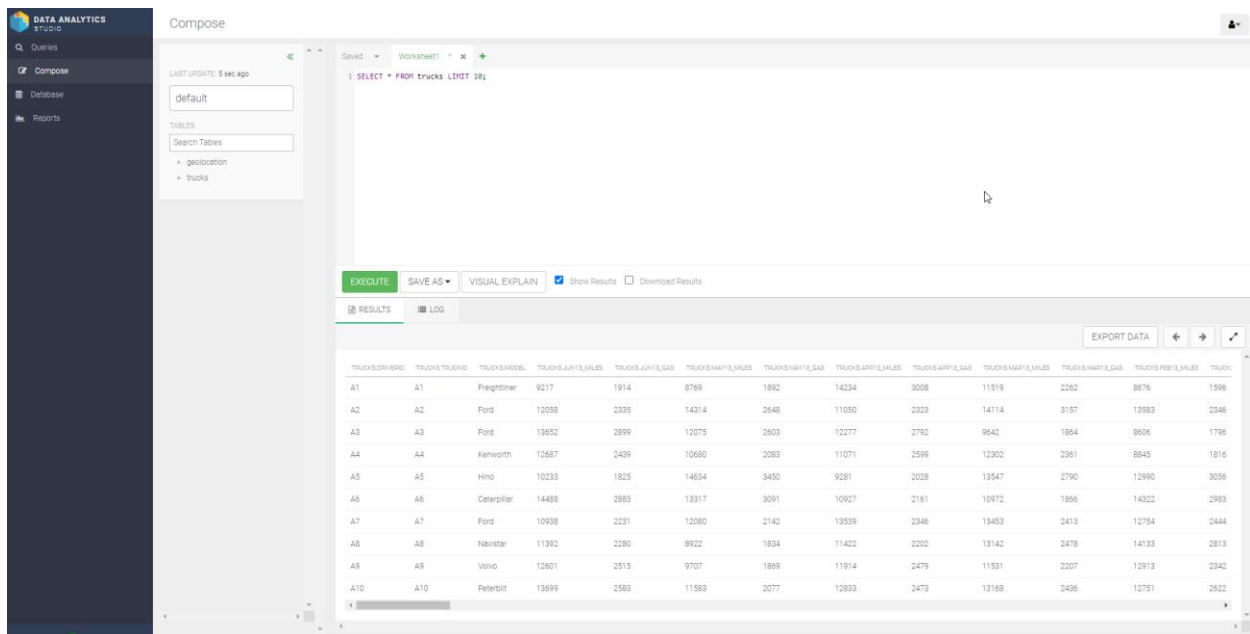 DATA ANALYTICS
STUDIO
Compose
Queries
Compose
Database
Reports
LAST UPDATE: 5 sec ago
default
TABLES
Search Tables
geolocation
trucks
Saved Worksheet1 *
1 SELECT * FROM trucks LIMIT 10;
EXECUTE SAVE AS VISUAL EXPLAIN Show Results Download Results
RESULTS LOG
EXPORT DATA
TRUCKS.DRIVERID TRUCKS.TRUCKID TRUCKS.MODEL TRUCKS.JUN13_MILES TRUCKS.JUN13_GAS TRUCKS.MAY13_MILES TRUCKS.MAY13_GAS TRUCKS.APR13_MILES TRUCKS.APR13_GAS TRUCKS.MAR13_MILES TRUCKS.MAR13_GAS TRUCKS.FEB13_MILES TRUCK
A1 A1 Freightliner 9217 1914 8769 1892 14234 3008 11519 2262 8676 1596
A2 A2 Ford 12058 2335 14314 2648 11050 2323 14114 3157 13583 2346
A3 A3 Ford 13652 2899 12075 2603 12277 2792 9642 1864 8606 1796
A4 A4 Kenworth 12687 2439 10680 2083 11071 2599 12302 2361 8845 1816
A5 A5 Hino 10233 1825 14634 3450 9281 2028 13547 2790 12990 3056
A6 A6 Caterpillar 14488 2883 13317 3091 10927 2161 10972 1866 14322 2983
A7 A7 Ford 10938 2231 12080 2142 13539 2346 13453 2413 12754 2444
A8 A8 Navistar 11392 2280 8922 1834 11422 2202 13142 2478 14133 2813
A9 A9 Volvo 12601 2515 9707 1869 11914 2479 11531 2207 12913 2342
A10 A10 Peterbilt 13699 2583 11583 2077 12833 2473 13168 2436 12751 2622